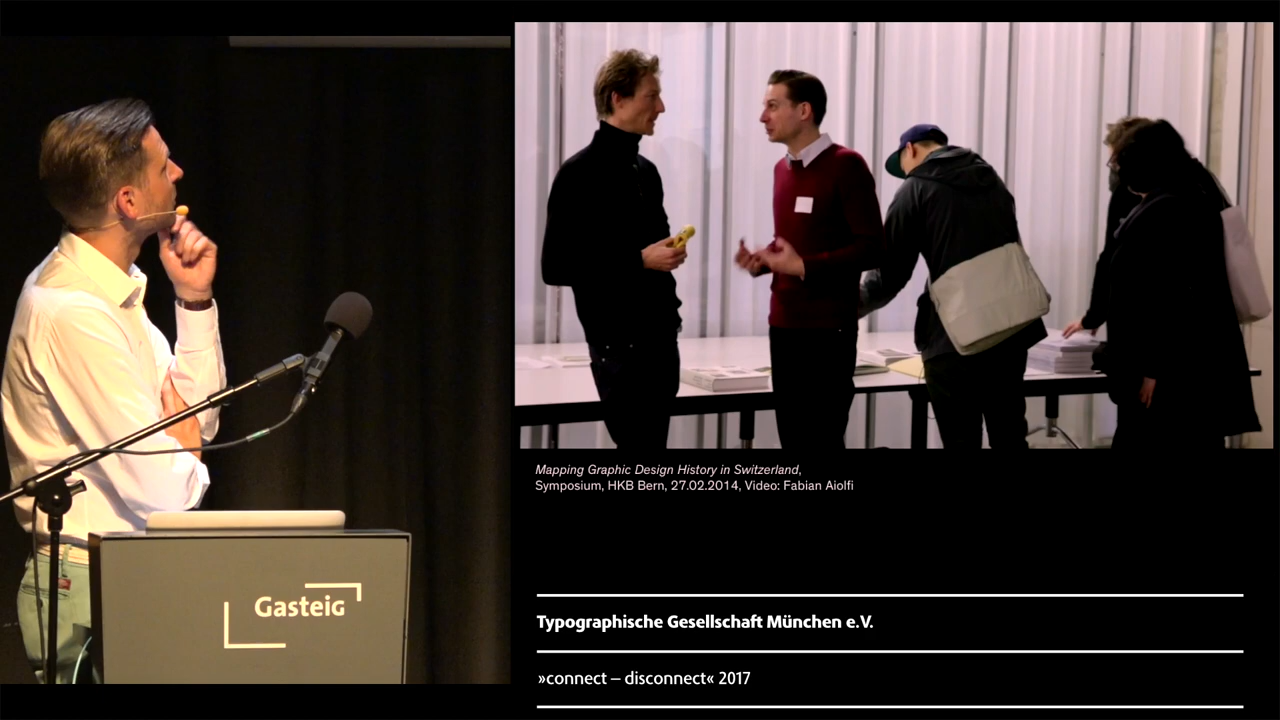 Mapping Graphic Design History in Switzerland,
Symposium, HKB Bern, 27.02.2014, Video: Fabian Aiolfi
Gasteig
Typographische Gesellschaft München e.V.
»connect – disconnect« 2017